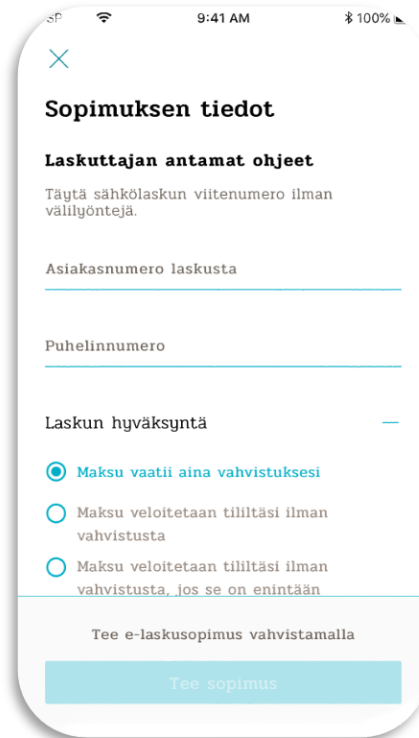 SP 9:41 AM 100%
Sopimuksen tiedot
Laskuttajan antamat ohjeet
Täytä sähkölaskun viitenumero ilman
välilyöntejä.
Asiakasnumero laskusta
Puhelinnumero
Laskun hyväksyntä
Maksu vaatii aina vahvistuksesi
Maksu veloitetaan tililtäsi ilman
vahvistusta
Maksu veloitetaan tililtäsi ilman
vahvistusta, jos se on enintään
Tee e-laskusopimus vahvistamalla
Tee sopimus